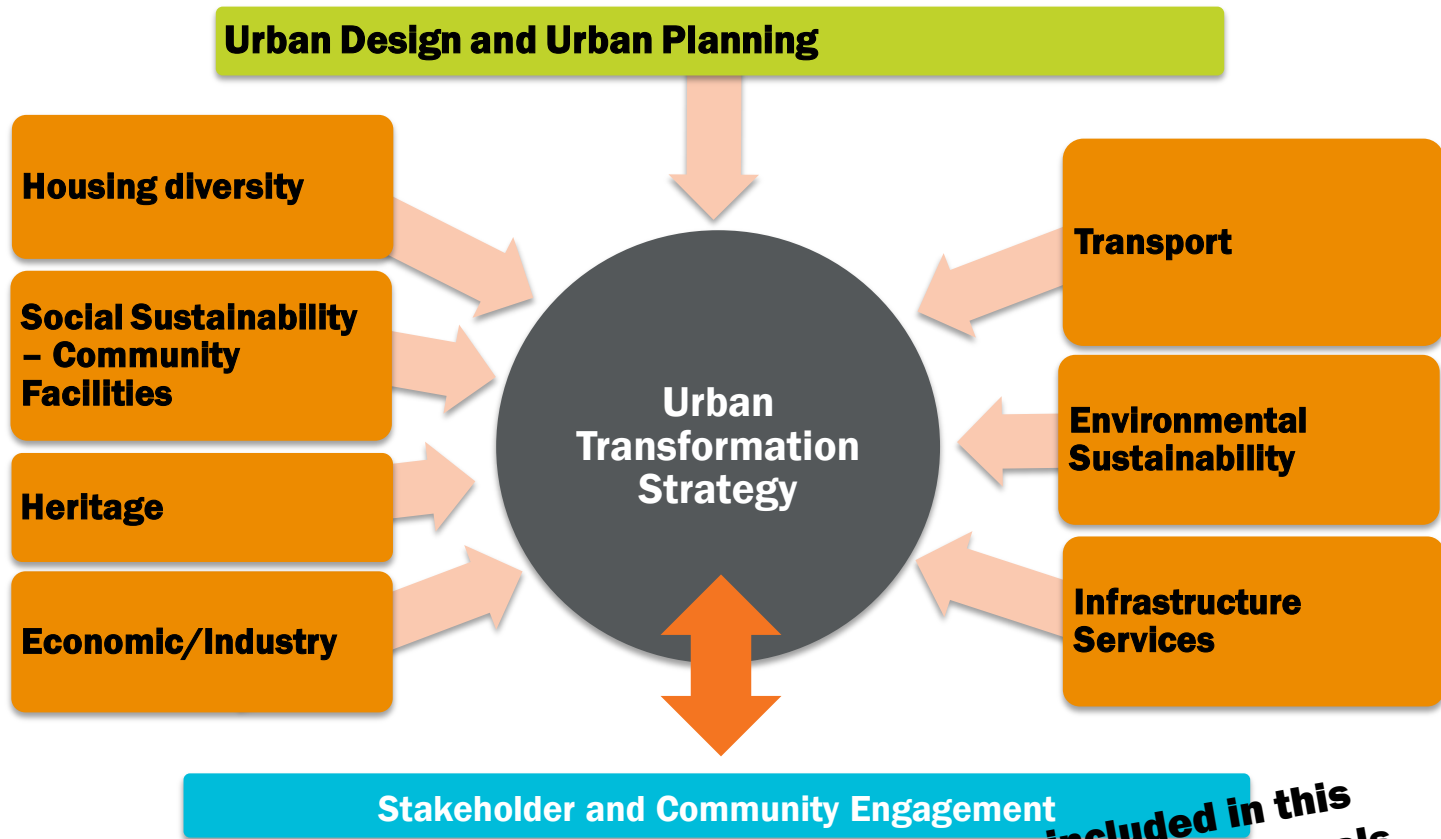 Urban Design and Urban Planning
Housing diversity
Social Sustainability
– Community
Facilities
Heritage
Economic/Industry
Urban
Transformation
Strategy
Transport
Environmental
Sustainability
Infrastructure
Services
Stakeholder and Community Engagement
included in this